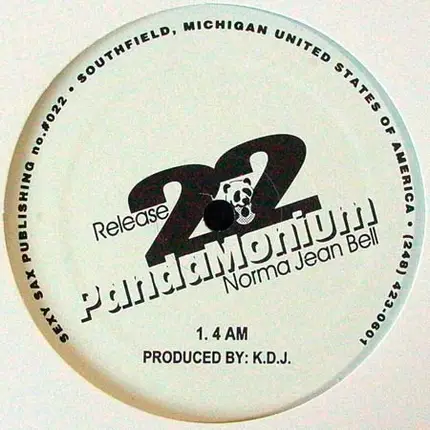 SEXY SAX PUBLISHING no.#022 • SOUTHFIELD, MICHIGAN UNITED STATES OF AMERICA • (248) 423-0601
Release
22
PandaMoniUm
Norma Jean Bell
1. 4 AM
PRODUCED BY: K.D.J.